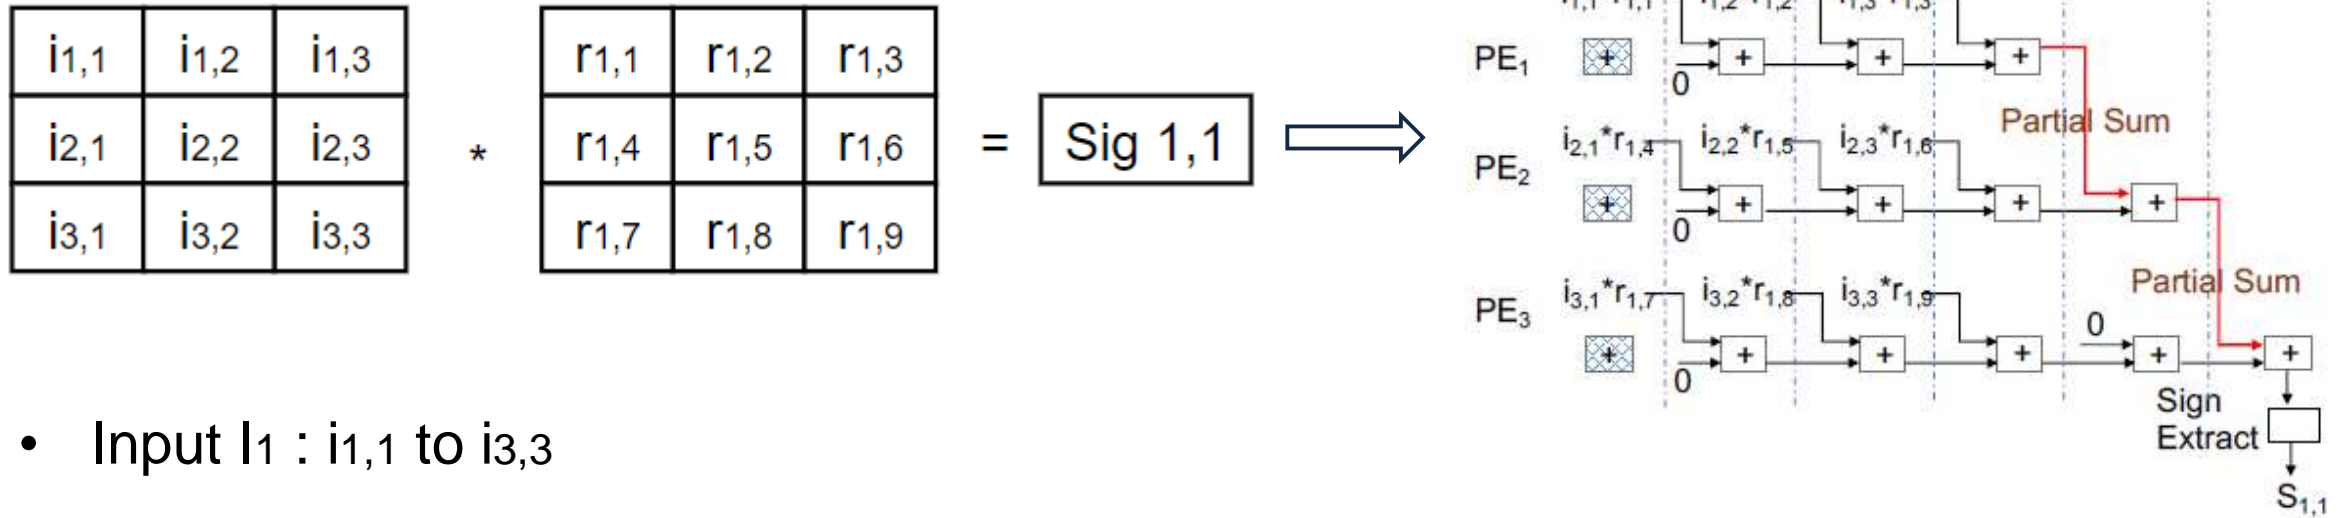 i1,1 i1,2 i1,3
i2,1 i2,2 i2,3
i3,1 i3,2 i3,3
*
r1,1 r1,2 r1,3
r1,4 r1,5 r1,6
r1,7 r1,8 r1,9
=
Sig 1,1
PE1
+ + + +
0
Partial Sum
i2,1*r1,4 i2,2*r1,5 i2,3*r1,6
PE2
+ + + + +
0
Partial Sum
i3,1*r1,7 i3,2*r1,8 i3,3*r1,9
PE3
0
+ + + + + +
0
Sign
Extract
S1,1
• Input I1 : i1,1 to i3,3